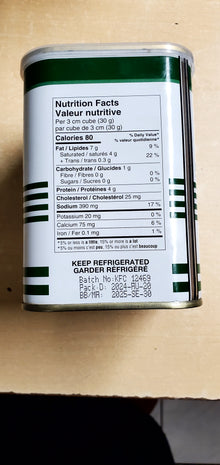 Nutrition Facts
Valeur nutritive
Per 3 cm cube (30 g)
par cube de 3 cm (30 g)
% Daily Value*
Calories 80 % valeur quotidienne*
Fat / Lipides 7 g 9 %
Saturated / saturés 4 g
+ Trans / trans 0.3 g 22 %
Carbohydrate / Glucides 1 g
Fibre / Fibres 0 g 0 %
Sugars / Sucres 0 g 0 %
Protein / Protéines 4 g
Cholesterol / Cholestérol 25 mg
Sodium 390 mg 17 %
Potassium 20 mg 0 %
Calcium 75 mg 6 %
Iron / Fer 0.1 mg 1 %
*5% or less is a little, 15% or more is a lot
*5% ou moins c'est peu, 15% ou plus c'est beaucoup
KEEP REFRIGERATED
GARDER RÉFRIGÉRÉ
Batch No:KFC 12469
Pack D: 2024-AU-20
BB/MA: 2025-SE-30